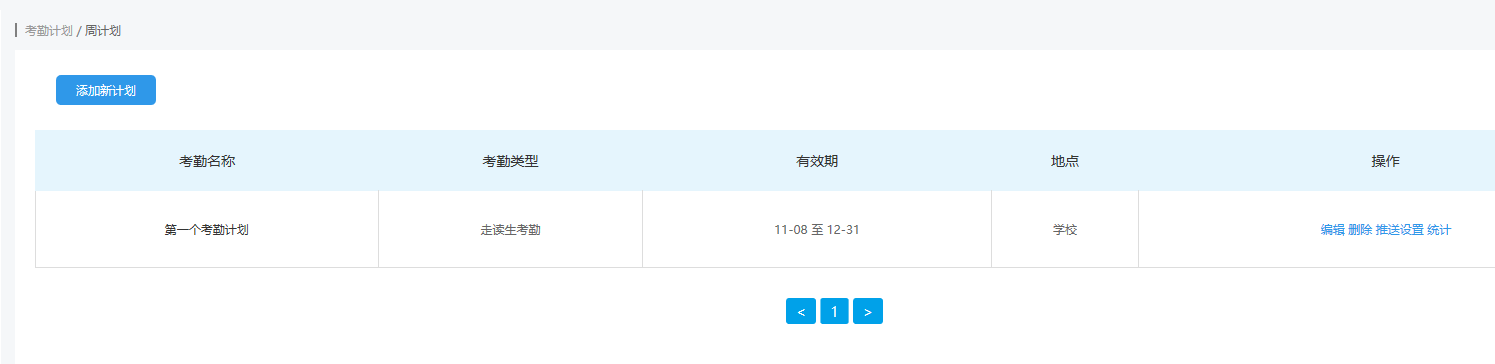 考勤计划 / 周计划
添加新计划
考勤名称 考勤类型 有效期 地点 操作
第一个考勤计划 走读生考勤 11-08 至 12-31 学校 编辑 删除 推送设置 统计
< 1 >